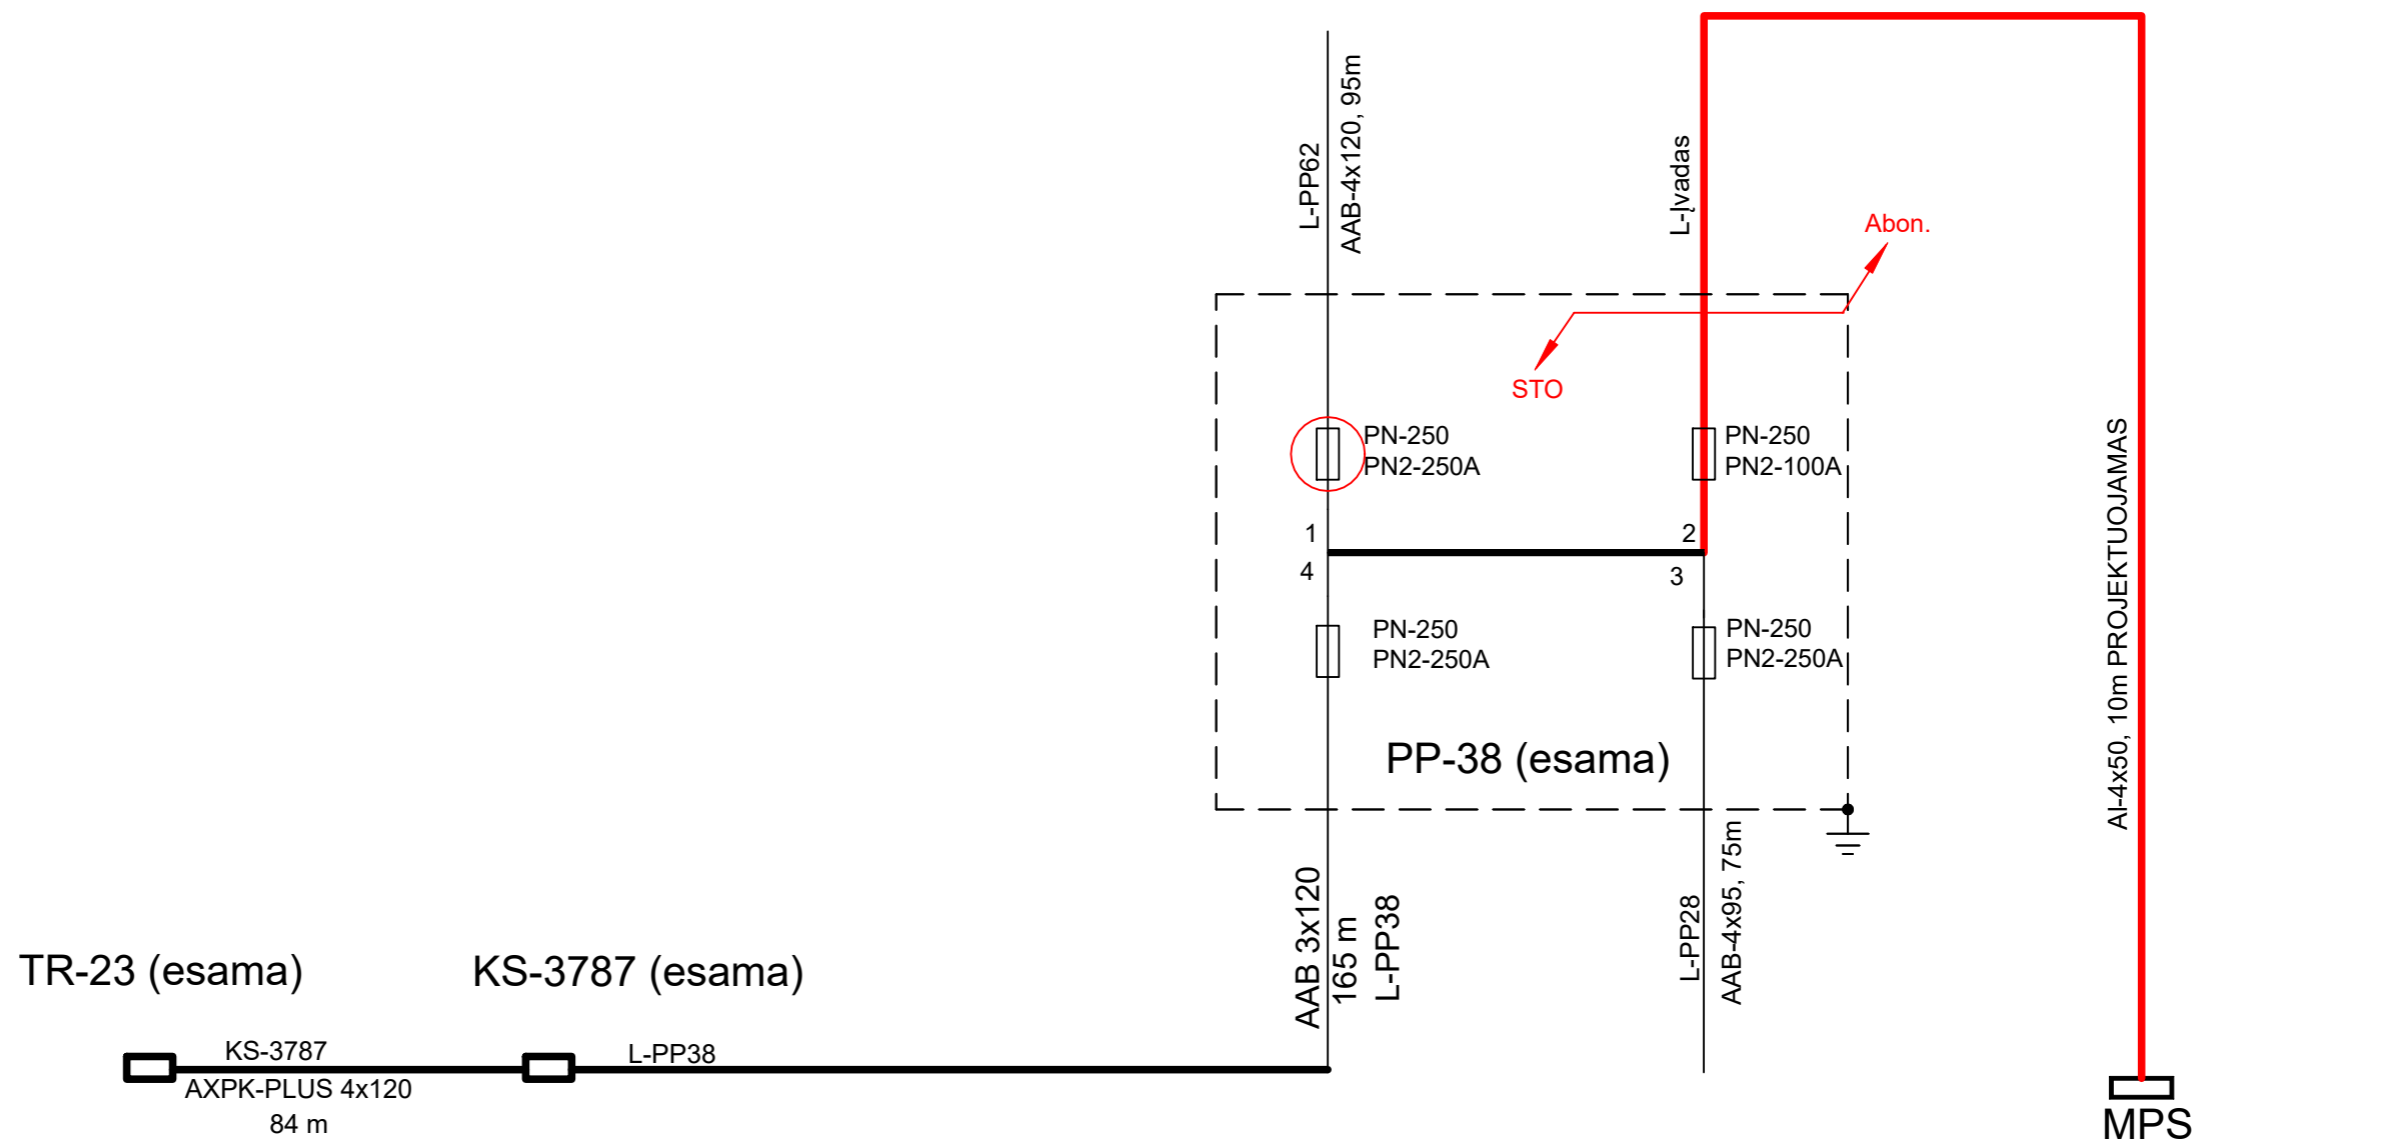 L-PP62
AAB-4x120, 95m
L-Įvadas
Abon.
STO
PN-250
PN2-250A
PN-250
PN2-100A
1
2
4
3
PN-250
PN2-250A
PN-250
PN2-250A
PP-38 (esama)
Al-4x50, 10m PROJEKTUOJAMAS
AAB 3x120
165 m
L-PP38
L-PP28
AAB-4x95, 75m
TR-23 (esama)
KS-3787 (esama)
KS-3787
L-PP38
AXPK-PLUS 4x120
84 m
MPS